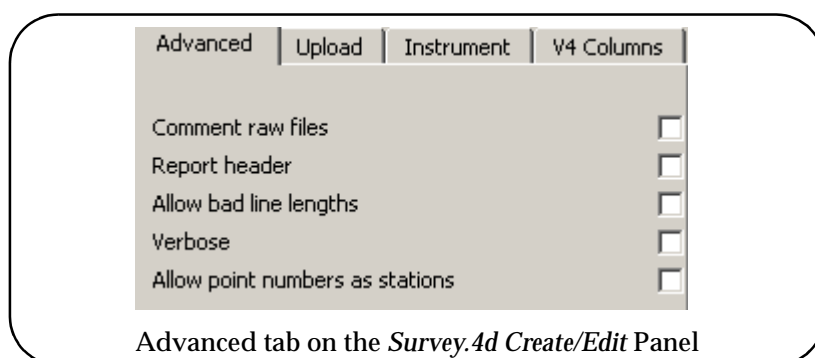 Advanced Upload Instrument V4 Columns
Comment raw files
Report header
Allow bad line lengths
Verbose
Allow point numbers as stations
Advanced tab on the Survey.4d Create/Edit Panel